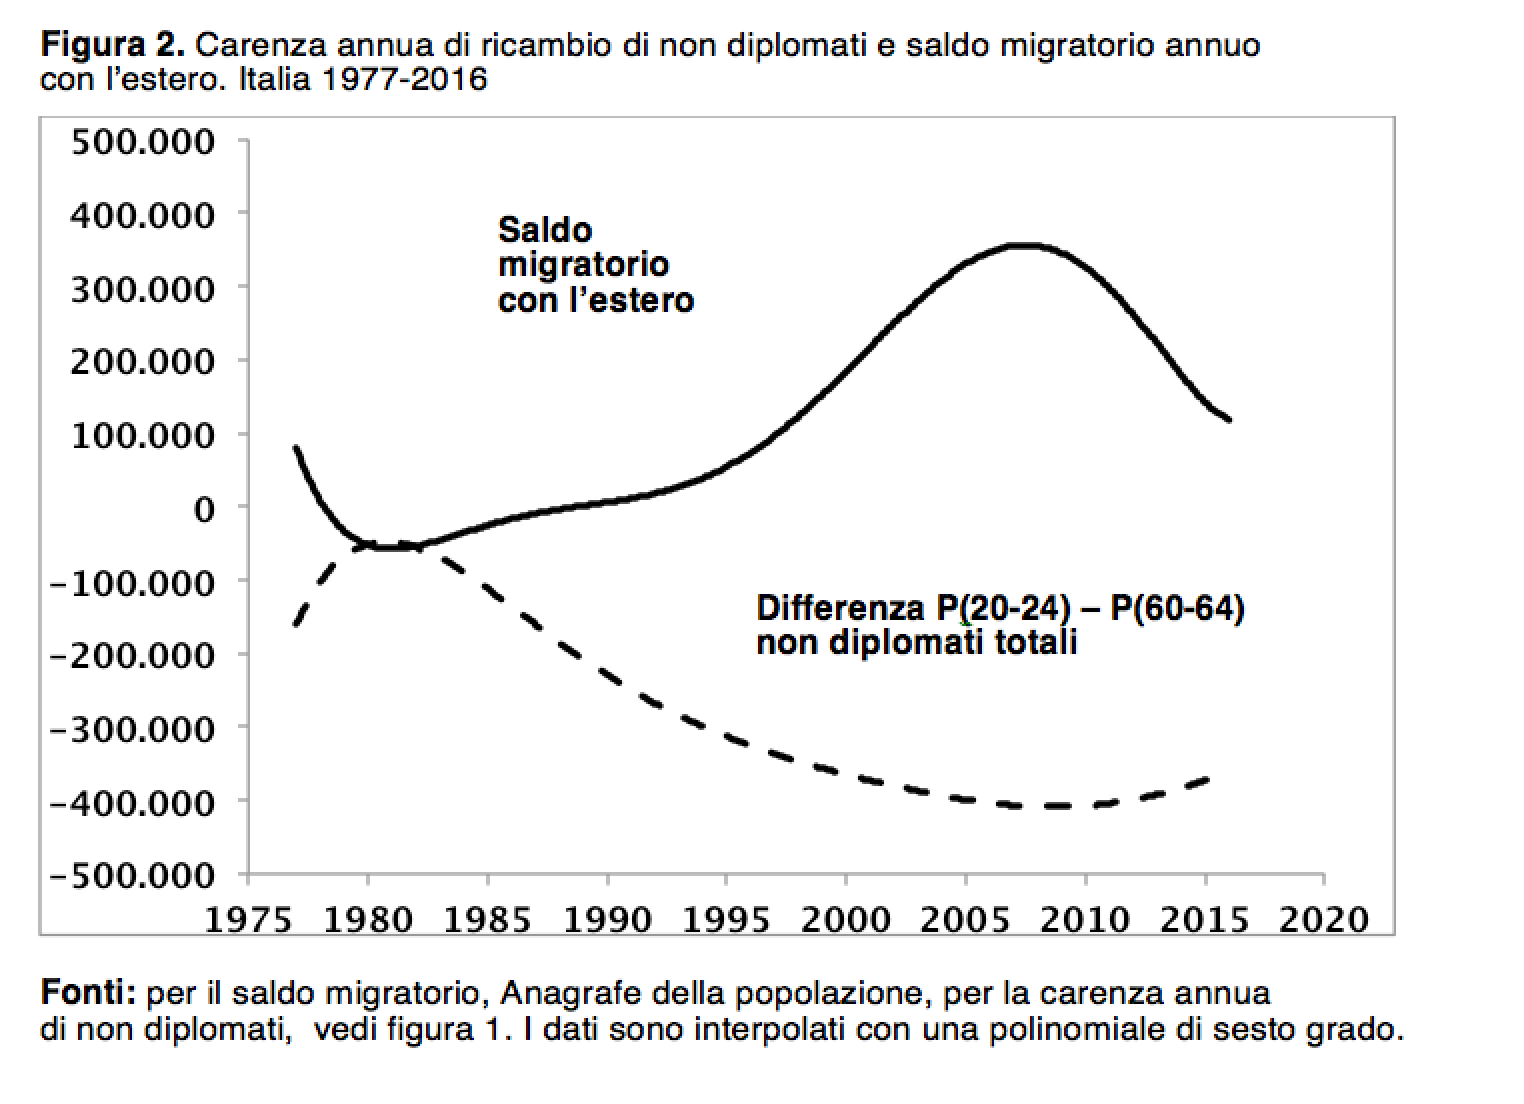 Figura 2. Carenza annua di ricambio di non diplomati e saldo migratorio annuo
con l'estero. Italia 1977-2016
500.000
400.000
300.000
200.000
100.000
0
−100.000
−200.000
−300.000
−400.000
−500.000
Saldo
migratorio
con l'estero
Differenza P(20-24) – P(60-64)
non diplomati totali
1975 1980 1985 1990 1995 2000 2005 2010 2015 2020
Fonti: per il saldo migratorio, Anagrafe della popolazione, per la carenza annua
di non diplomati,  vedi figura 1. I dati sono interpolati con una polinomiale di sesto grado.